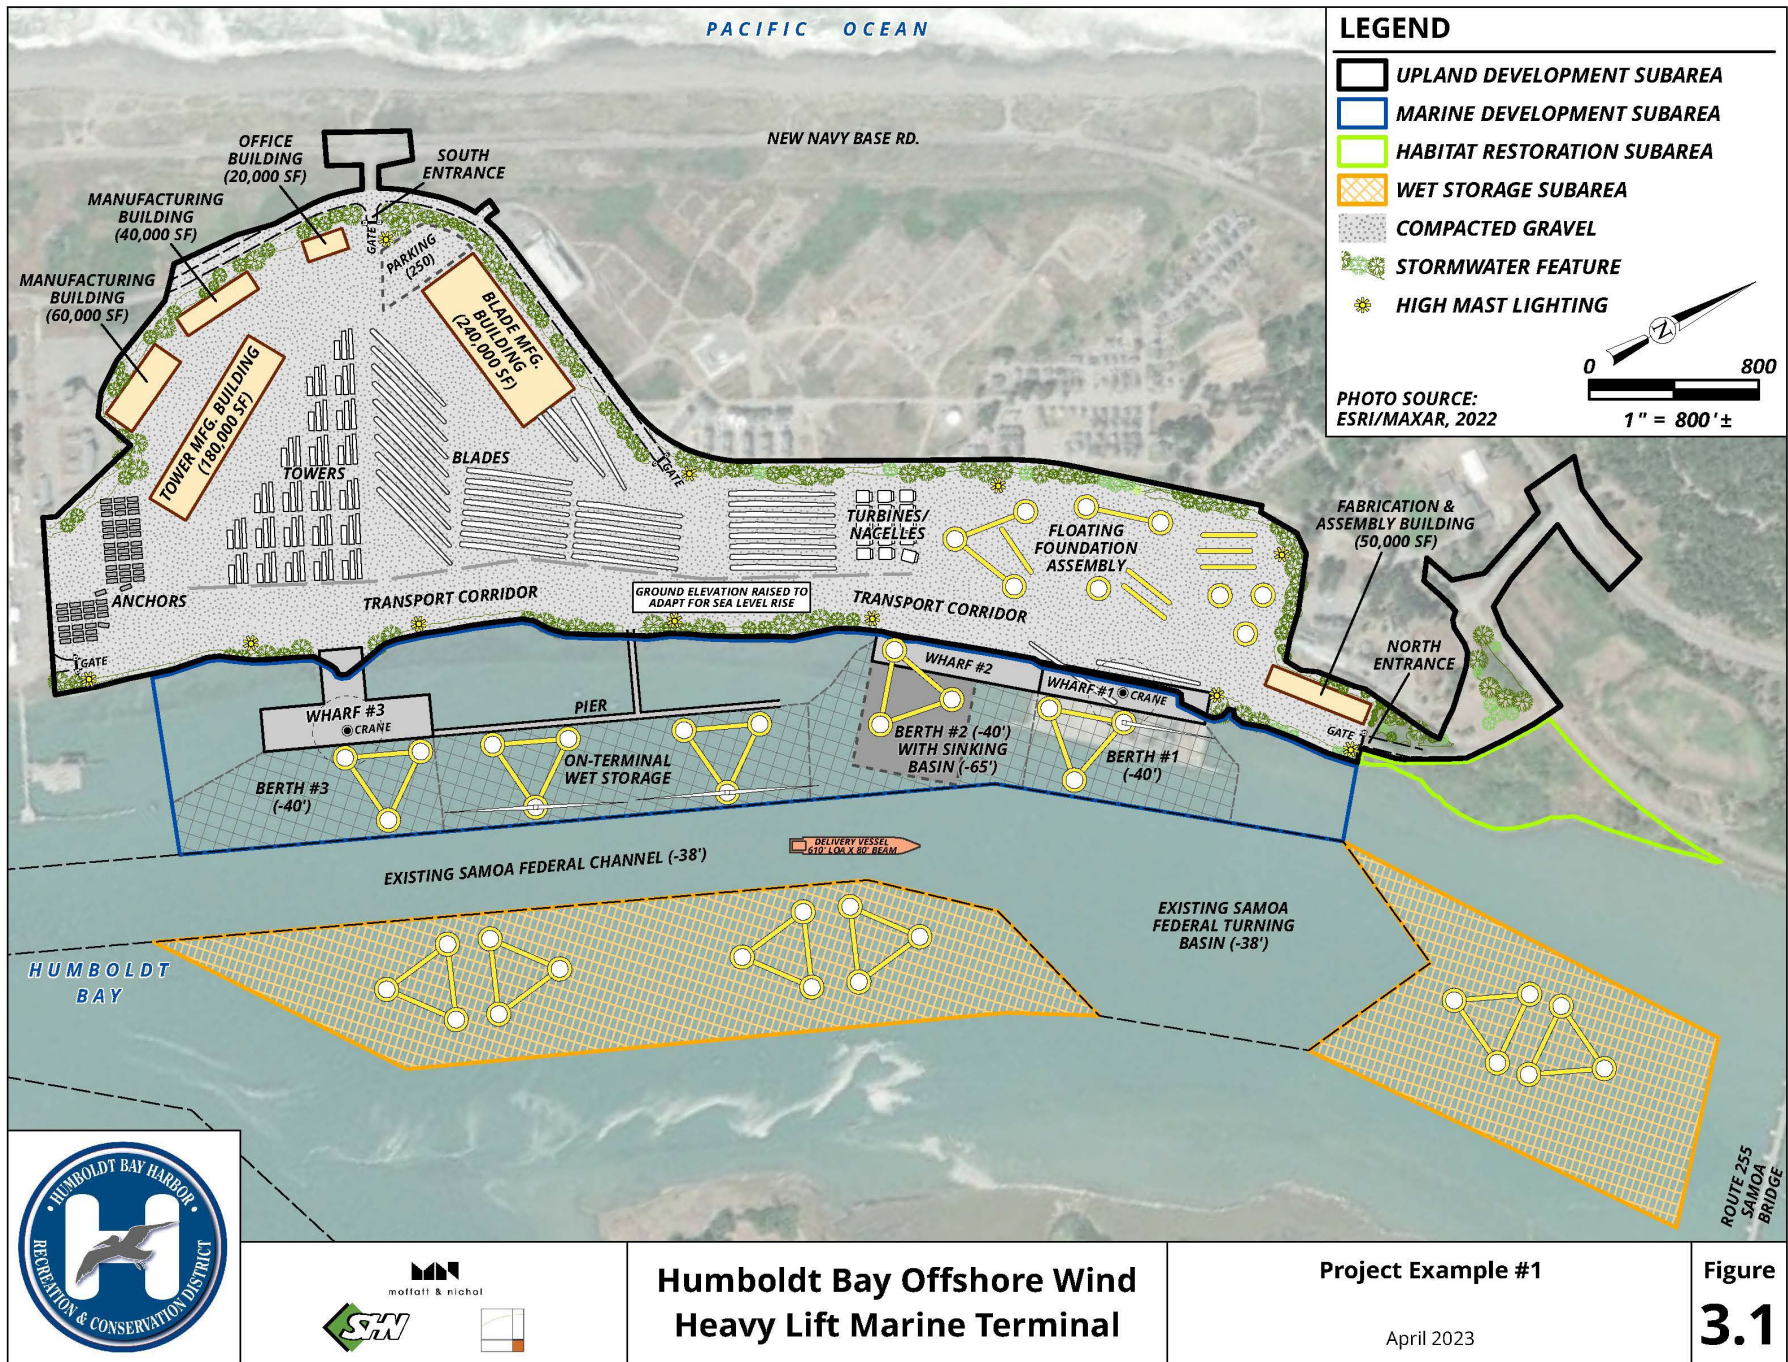 PACIFIC OCEAN
NEW NAVY BASE RD.
LEGEND
UPLAND DEVELOPMENT SUBAREA
MARINE DEVELOPMENT SUBAREA
HABITAT RESTORATION SUBAREA
WET STORAGE SUBAREA
COMPACTED GRAVEL
STORMWATER FEATURE
HIGH MAST LIGHTING
N
0 800
1" = 800'±
PHOTO SOURCE:
ESRI/MAXAR, 2022
OFFICE
BUILDING
(20,000 SF)
SOUTH
ENTRANCE
MANUFACTURING
BUILDING
(40,000 SF)
MANUFACTURING
BUILDING
(60,000 SF)
GATE
PARKING
(250)
BLADE MFG.
BUILDING
(240,000 SF)
TOWER MFG. BUILDING
(180,000 SF)
TOWERS
BLADES
GATE
TURBINES/
NACELLES
FLOATING
FOUNDATION
ASSEMBLY
FABRICATION &
ASSEMBLY BUILDING
(50,000 SF)
ANCHORS
TRANSPORT CORRIDOR
GROUND ELEVATION RAISED TO
ADAPT FOR SEA LEVEL RISE
TRANSPORT CORRIDOR
NORTH
ENTRANCE
GATE
GATE
WHARF #3
CRANE
PIER
WHARF #2
WHARF #1
CRANE
BERTH #3
(-40')
ON-TERMINAL
WET STORAGE
BERTH #2 (-40')
WITH SINKING
BASIN (-65')
BERTH #1
(-40')
DELIVERY VESSEL
610' LOA X 80' BEAM
EXISTING SAMOA FEDERAL CHANNEL (-38')
EXISTING SAMOA
FEDERAL TURNING
BASIN (-38')
HUMBOLDT
BAY
ROUTE 255
SAMOA
BRIDGE
HUMBOLDT BAY HARBOR
RECREATION & CONSERVATION DISTRICT
moffatt & nichol
SHN
Humboldt Bay Offshore Wind
Heavy Lift Marine Terminal
Project Example #1
April 2023
Figure
3.1